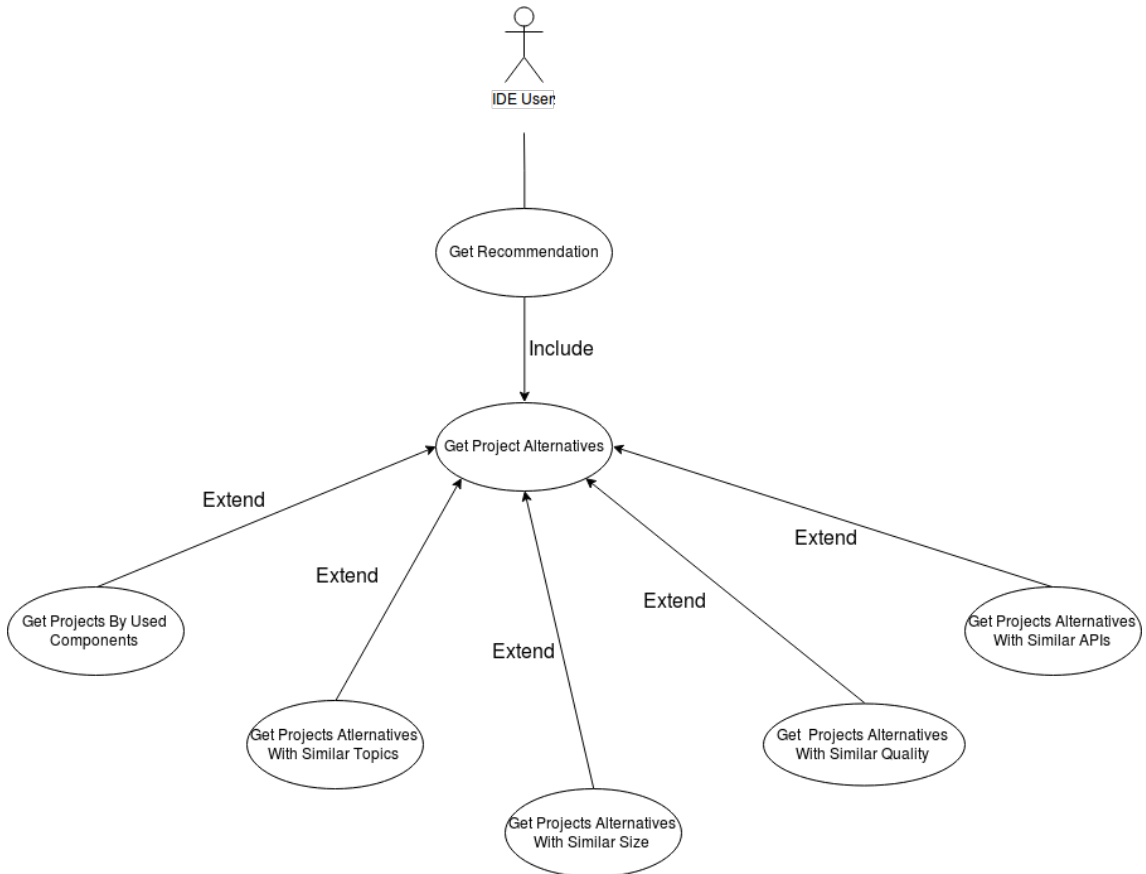 IDE User
Get Recommendation
Include
Get Project Alternatives
Extend
Extend
Extend
Extend
Extend
Get Projects By Used
Components
Get Projects Alternatives
With Similar APIs
Get Projects Atlernatives
With Similar Topics
Get Projects Alternatives
With Similar Quality
Get Projects Alternatives
With Similar Size